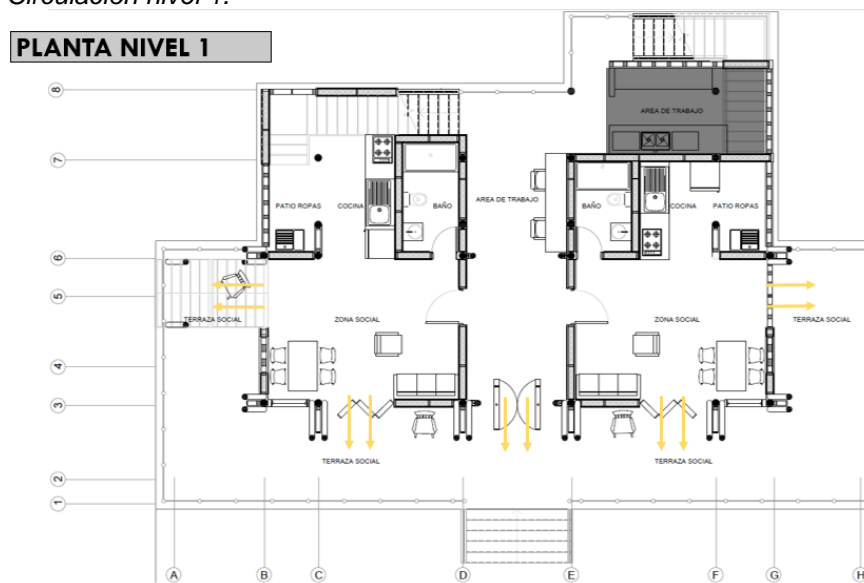 Circulación nivel 1.
PLANTA NIVEL 1
8
AREA DE TRABAJO
7
PATIO ROPAS COCINA BAÑO AREA DE TRABAJO BAÑO COCINA PATIO ROPAS
6
5
TERRAZA SOCIAL ZONA SOCIAL ZONA SOCIAL TERRAZA SOCIAL
4
3
TERRAZA SOCIAL TERRAZA SOCIAL
2
1
A B C D E F G H